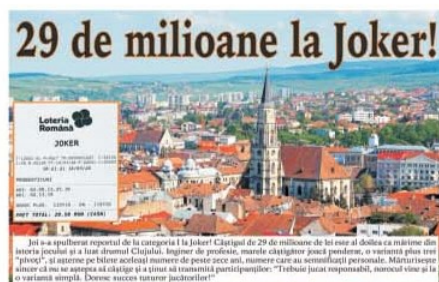 29 de milioane la Joker!
Loteria
Română
JOKER
Joi s-a spulberat reportul de la categoria I la Joker! Câștigul de 29 de milioane de lei este al doilea ca mărime din
istoria jocului și a luat drumul Clujului. Inginer de profesie, marele câștigător joacă penderse, o variantă plus trei
"pivoți", și așterne pe bilete aceleași numere de peste zece ani, numere care au semnificații personale. Mărturisește
sincer că nu se aștepta să câștige și a ținut să transmită participanților: "Trebuie jucat responsabil, norocul vine și la
o variantă simplă. Doresc succes tuturor jucătorilor!"